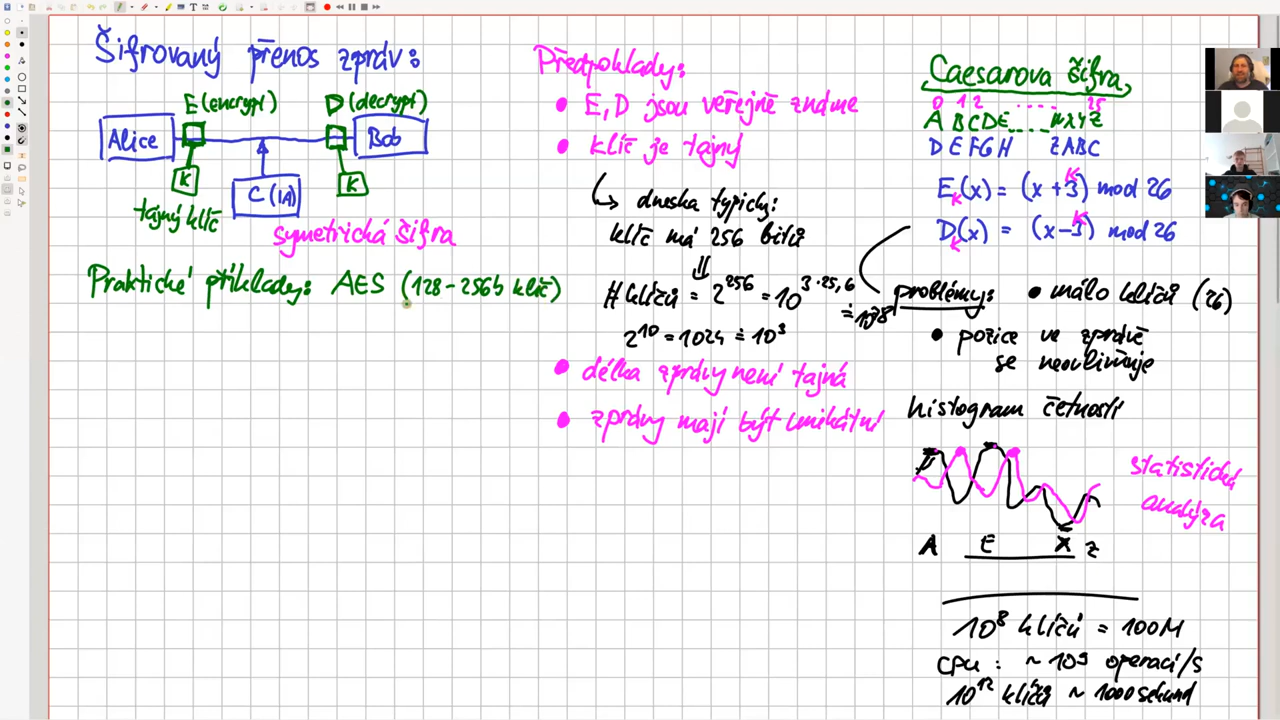 Šifrovaný přenos zpráv:
E (encrypt)
D (decrypt)
Alice
Bob
K
C (IA)
K
tajný klíč
symetrická šifra
Praktické příklady: AES (128-256b klíč)
Předpoklady:
• E, D jsou veřejně známe
• klíč je tajný
↳ dneska typicky:
klíč má 256 bitů
⇓
# klíčů = 2^256 = 10^3·25,6
≐ 10^78
2^10 = 1024 ≐ 10^3
• délka zprávy není tajná
• zprávy mají být unikátní
Caesarova šifra
0 1 2 .... 25
A B C D E .... W X Y Z
D E F G H Z A B C
E_K(x) = (x + 3) mod 26
K
D_K(x) = (x - 3) mod 26
K
problémy: • málo klíčů (26)
• pozice ve zprávě
se neovlivňuje
histogram četností
statistická
analýza
A E X Z
10^8 klíčů = 100M
CPU: ~ 10^9 operací/s
10^12 klíčů ~ 1000 sekund